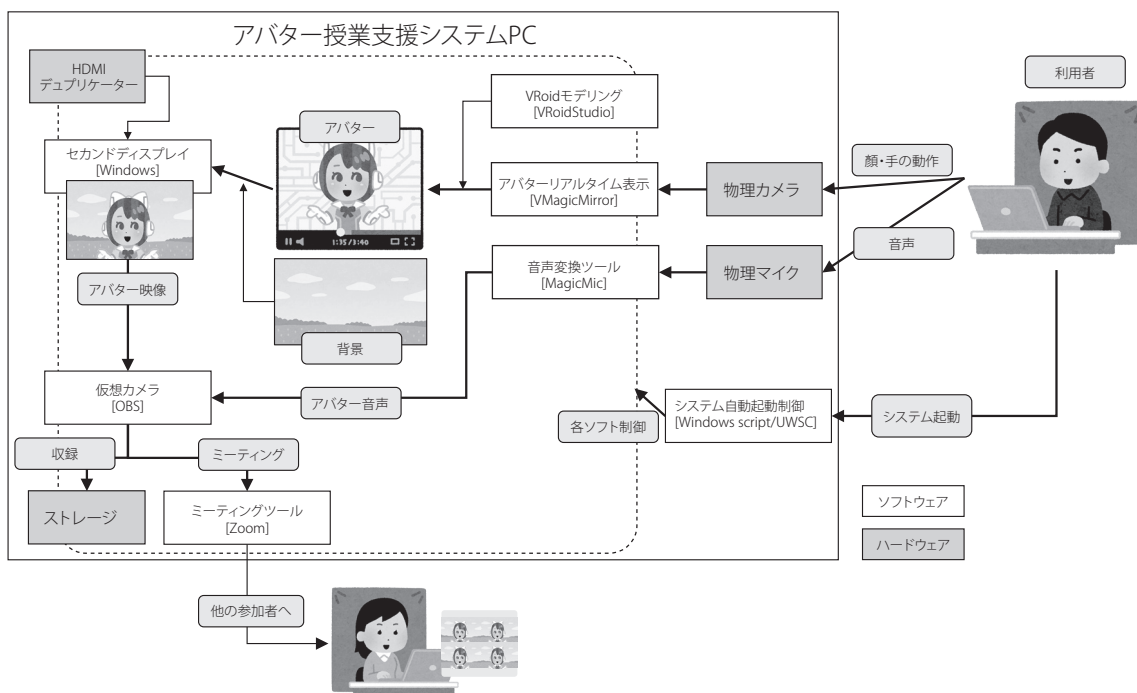 アバター授業支援システムPC
HDMI
デュプリケーター
利用者
VRoidモデリング
[VRoidStudio]
アバター
セカンドディスプレイ
[Windows]
顔・手の動作
アバターリアルタイム表示
[VMagicMirror]
物理カメラ
1:35/3:40
音声
音声変換ツール
[MagicMic]
物理マイク
アバター映像
背景
仮想カメラ
[OBS]
アバター音声
システム自動起動制御
[Windows script/UWSC]
システム起動
各ソフト制御
収録
ミーティング
ストレージ
ミーティングツール
[Zoom]
ソフトウェア
ハードウェア
他の参加者へ